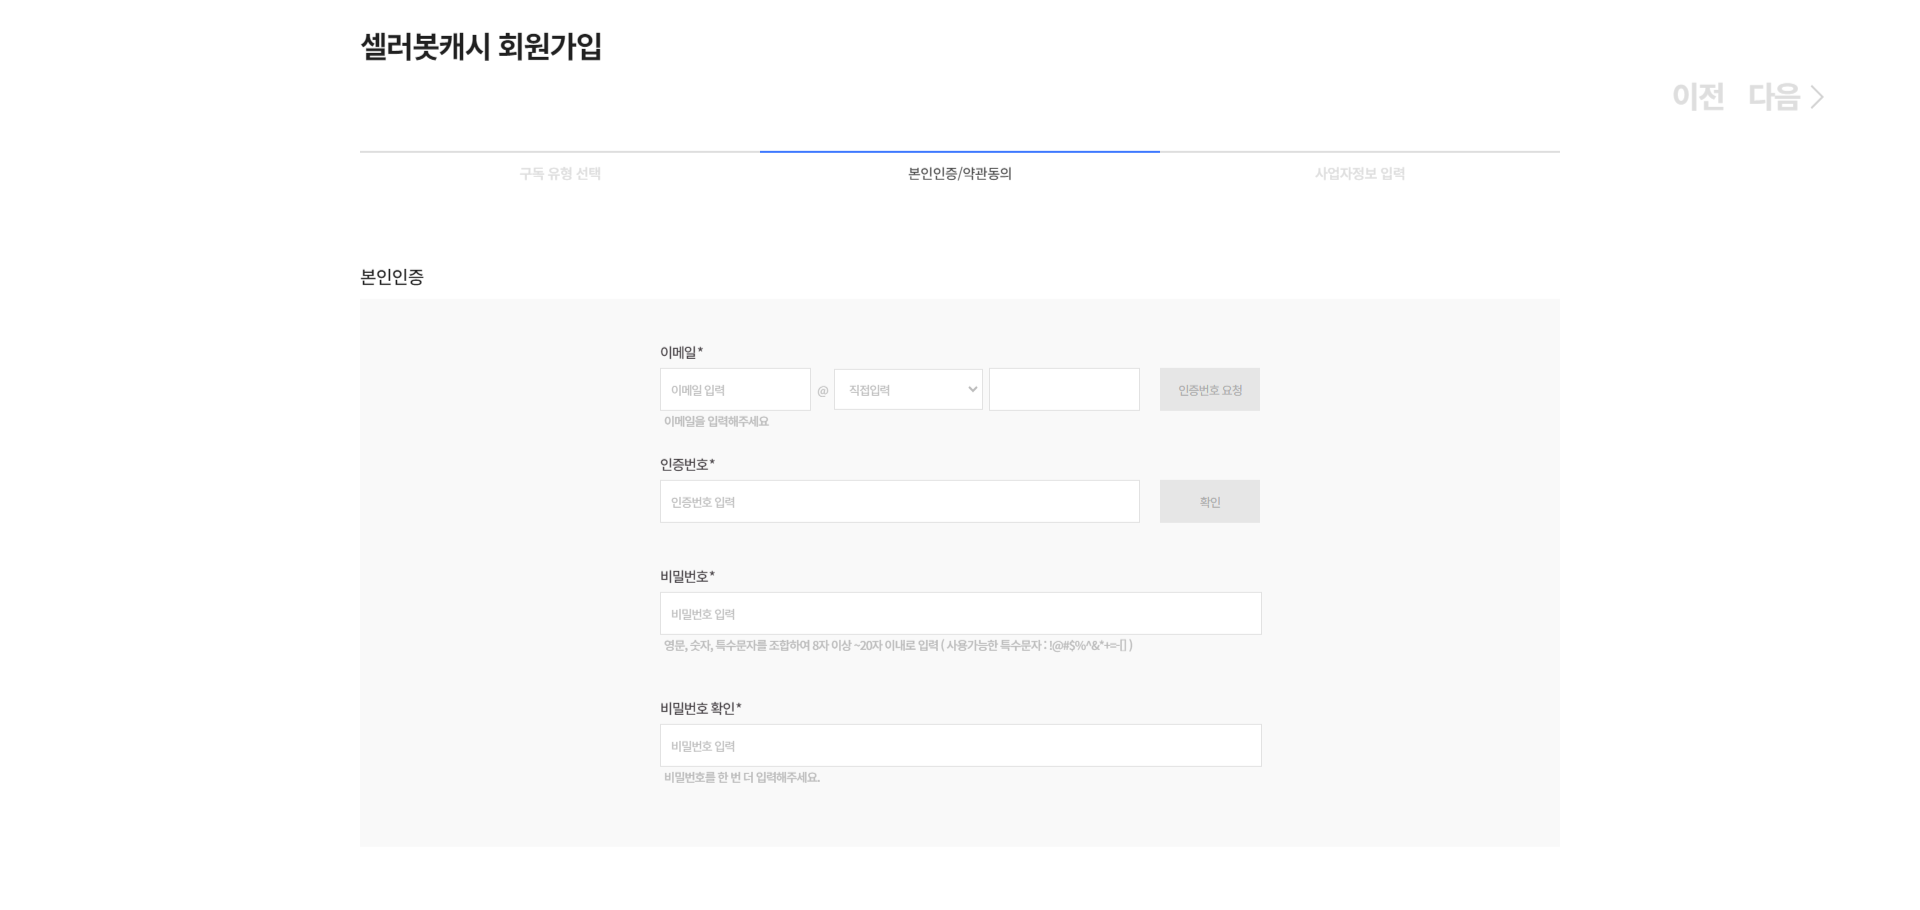 셀러봇캐시 회원가입
이전 다음
구독 유형 선택
본인인증/약관동의
사업자정보 입력
본인인증
이메일*
이메일 입력 @ 직접입력 인증번호 요청
이메일을 입력해주세요
인증번호*
인증번호 입력 확인
비밀번호*
비밀번호 입력
영문, 숫자, 특수문자를 조합하여 8자 이상 ~20자 이내로 입력 ( 사용가능한 특수문자 : !@#$%^&*+=-[] )
비밀번호 확인*
비밀번호 입력
비밀번호를 한 번 더 입력해주세요.